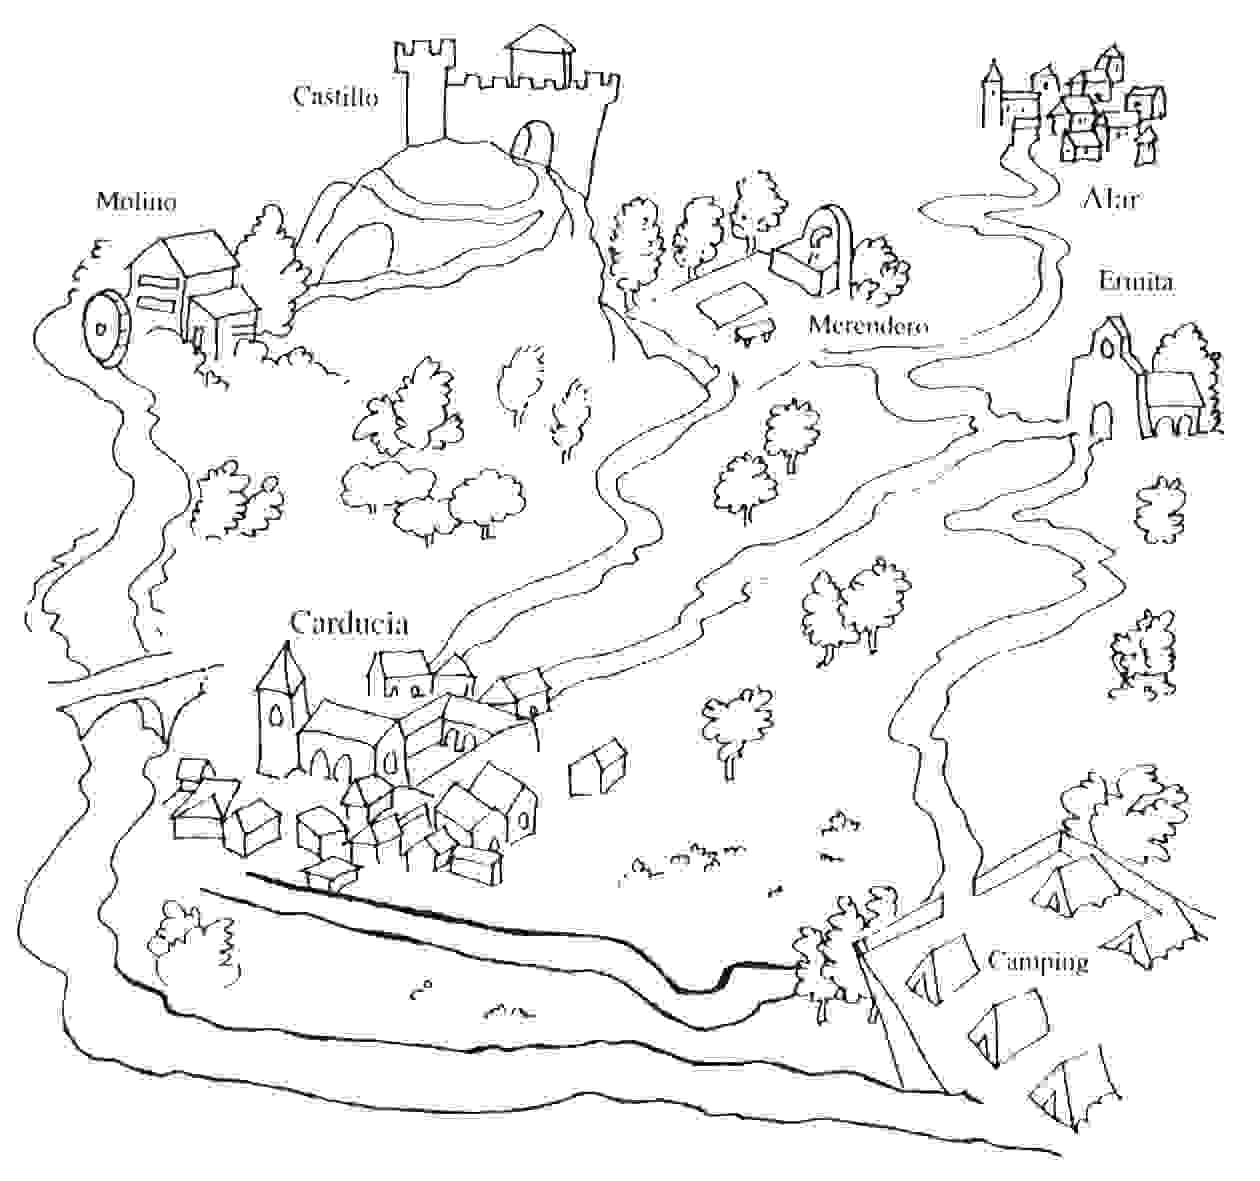 Castillo
Molino
Alar
Ermita
Merendero
Carducia
Camping